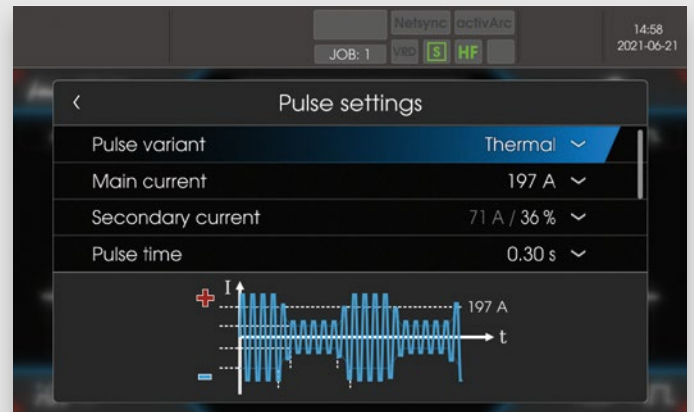 Netsync activArc
14:58
JOB: 1 VRD S HF
2021-06-21
Pulse settings
Pulse variant Thermal
Main current 197 A
Secondary current 71 A / 36 %
Pulse time 0.30 s
I
197 A
t